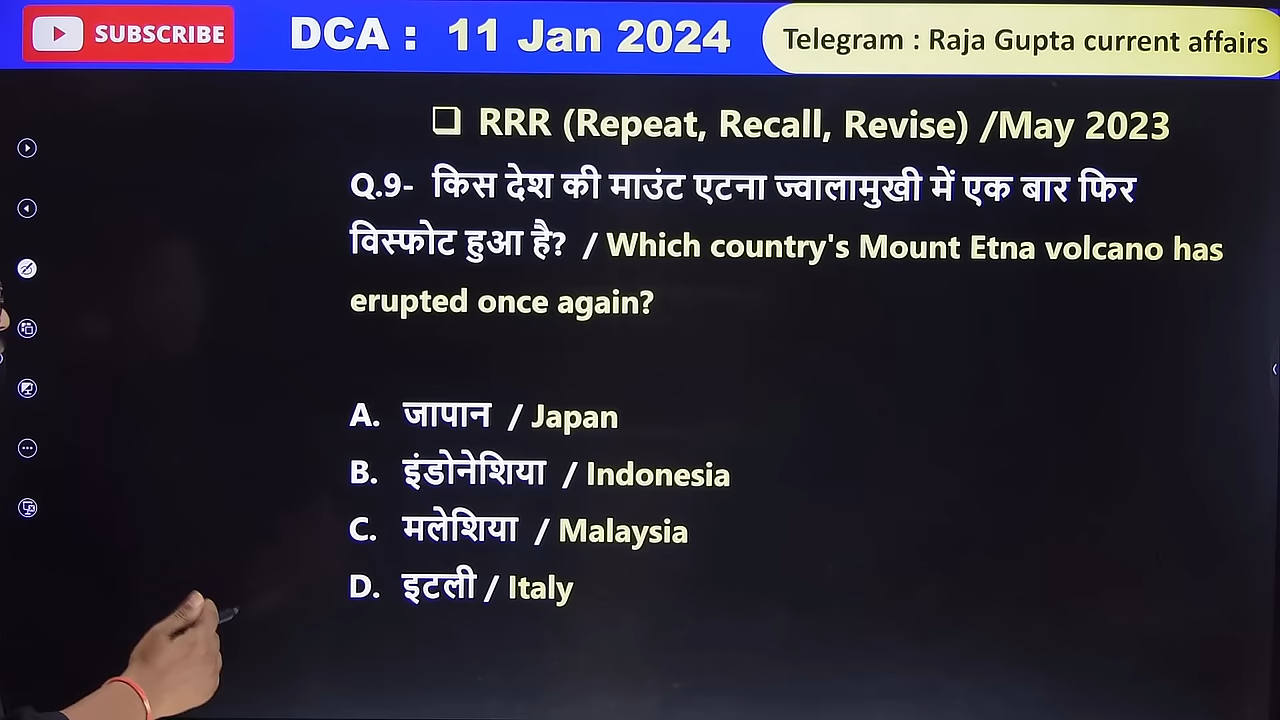 SUBSCRIBE
DCA : 11 Jan 2024
Telegram : Raja Gupta current affairs
❑ RRR (Repeat, Recall, Revise) /May 2023
Q.9- किस देश की माउंट एटना ज्वालामुखी में एक बार फिर
विस्फोट हुआ है? / Which country's Mount Etna volcano has
erupted once again?
A. जापान / Japan
B. इंडोनेशिया / Indonesia
C. मलेशिया / Malaysia
D. इटली / Italy